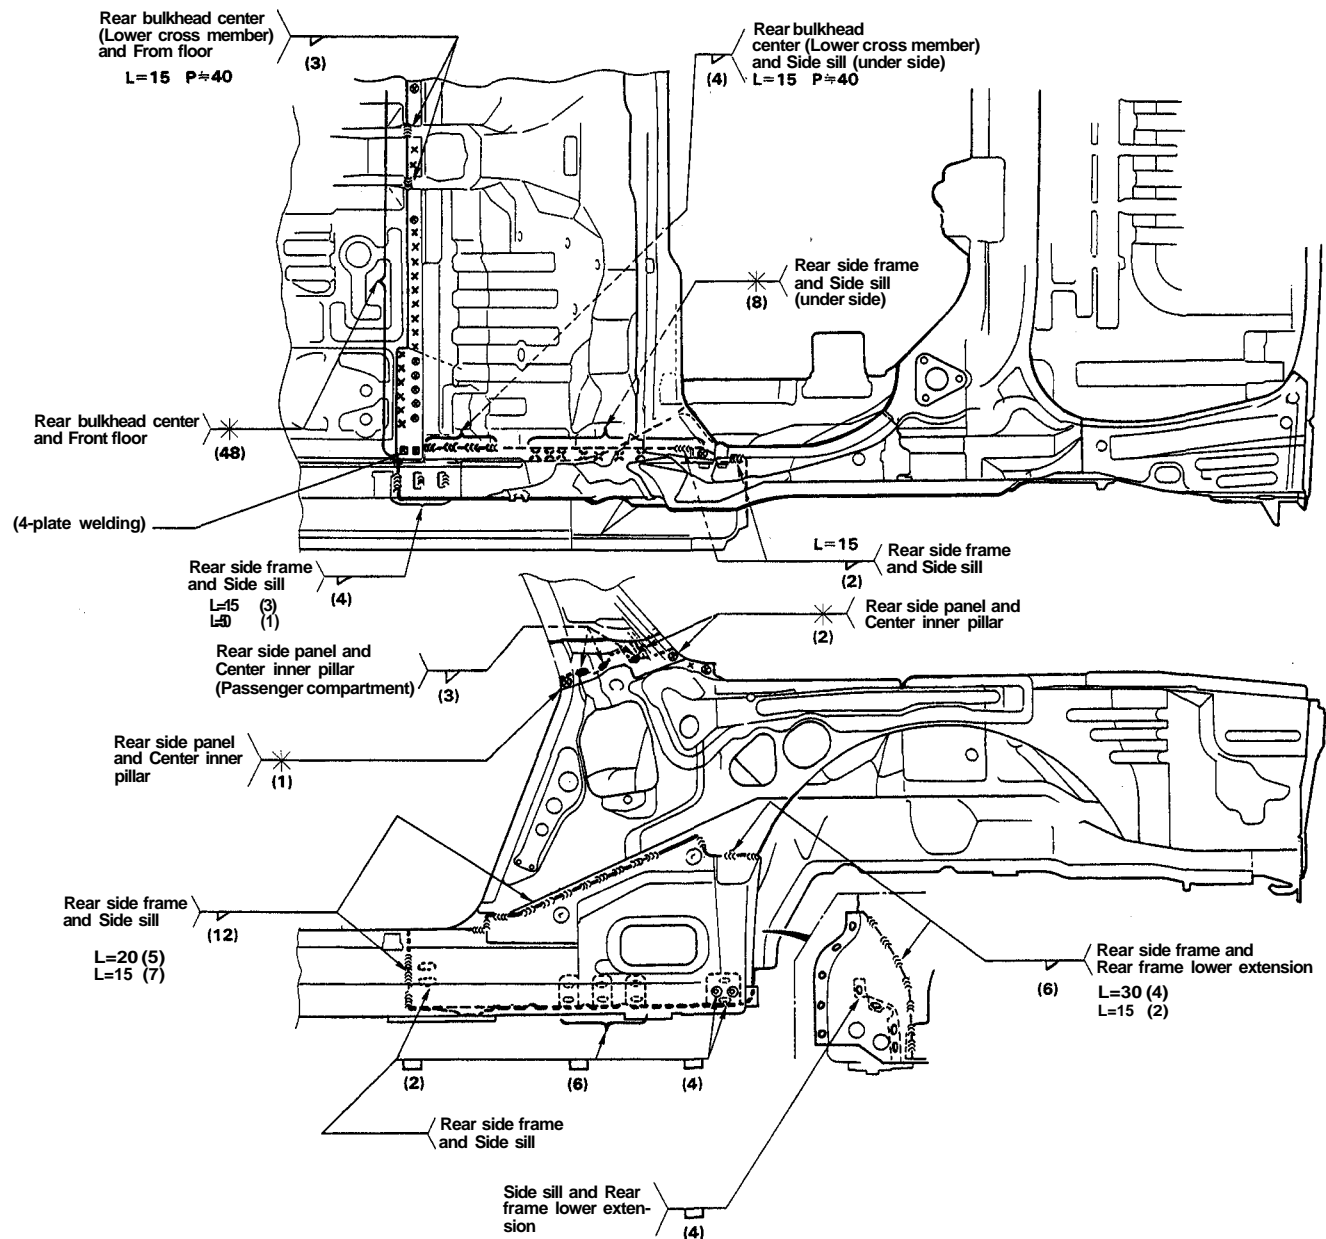 Rear bulkhead center
(Lower cross member)
and From floor
(3)
L=15 P≒40
Rear bulkhead
center (Lower cross member)
and Side sill (under side)
(4)
L=15 P≒40
Rear side frame
and Side sill
(under side)
(8)
Rear bulkhead center
and Front floor
(48)
(4-plate welding)
Rear side frame
and Side sill
(4)
L=15 (3)
L=50 (1)
L=15
Rear side frame
and Side sill
(2)
Rear side panel and
Center inner pillar
(2)
Rear side panel and
Center inner pillar
(Passenger compartment)
(3)
Rear side panel
and Center inner
pillar
(1)
Rear side frame
and Side sill
(12)
L=20 (5)
L=15 (7)
Rear side frame and
Rear frame lower extension
(6)
L=30 (4)
L=15 (2)
(2)
(6)
(4)
Rear side frame
and Side sill
Side sill and Rear
frame lower exten-
sion
(4)